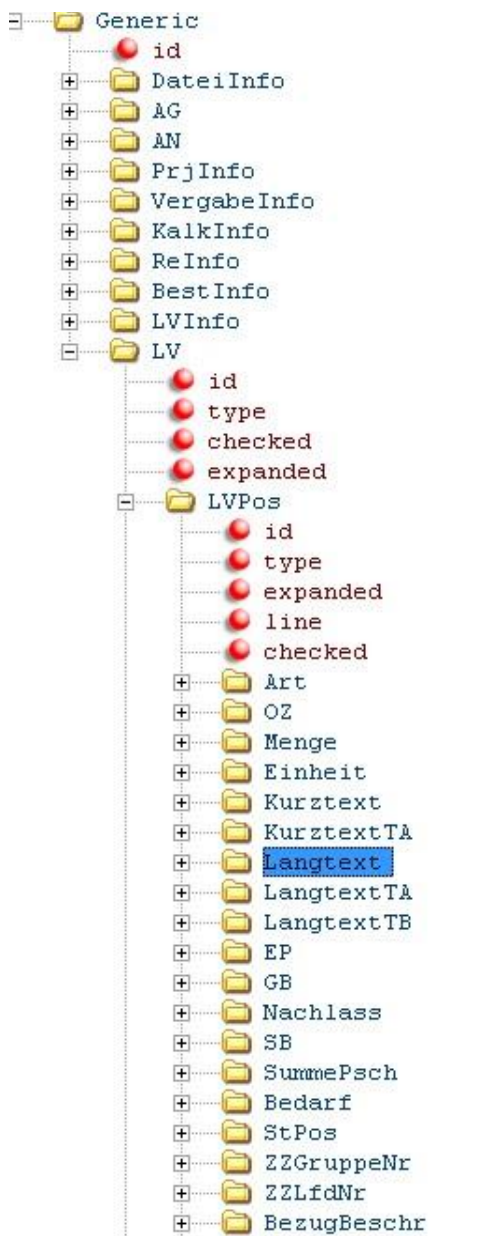 Generic
id
DateiInfo
AG
AN
PrjInfo
VergabeInfo
KalkInfo
ReInfo
BestInfo
LVInfo
LV
id
type
checked
expanded
LVPos
id
type
expanded
line
checked
Art
OZ
Menge
Einheit
Kurztext
KurztextTA
Langtext
LangtextTA
LangtextTB
EP
GB
Nachlass
SB
SummePsch
Bedarf
StPos
ZZGruppeNr
ZZLfdNr
BezugBeschr